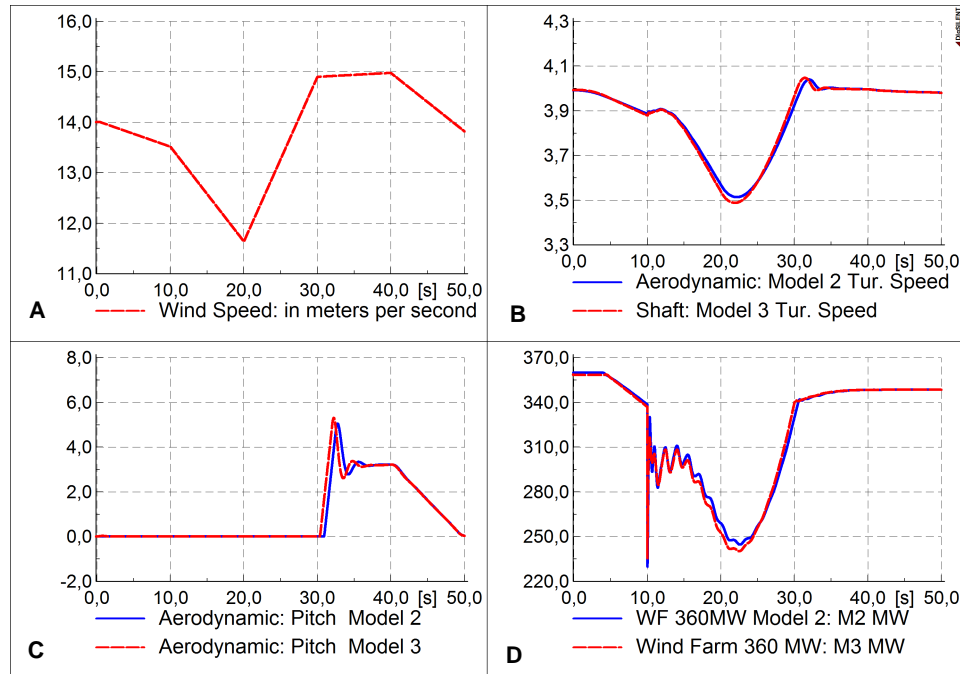 16,0
15,0
14,0
13,0
12,0
11,0
0,0 10,0 20,0 30,0 40,0 [s] 50,0
Wind Speed: in meters per second
A
4,3
4,1
3,9
3,7
3,5
3,3
0,0 10,0 20,0 30,0 40,0 [s] 50,0
Aerodynamic: Model 2 Tur. Speed
Shaft: Model 3 Tur. Speed
B
DIgSILENT
8,0
6,0
4,0
2,0
0,0
-2,0
0,0 10,0 20,0 30,0 40,0 [s] 50,0
Aerodynamic: Pitch Model 2
Aerodynamic: Pitch Model 3
C
370,0
340,0
310,0
280,0
250,0
220,0
0,0 10,0 20,0 30,0 40,0 [s] 50,0
WF 360MW Model 2: M2 MW
Wind Farm 360 MW: M3 MW
D